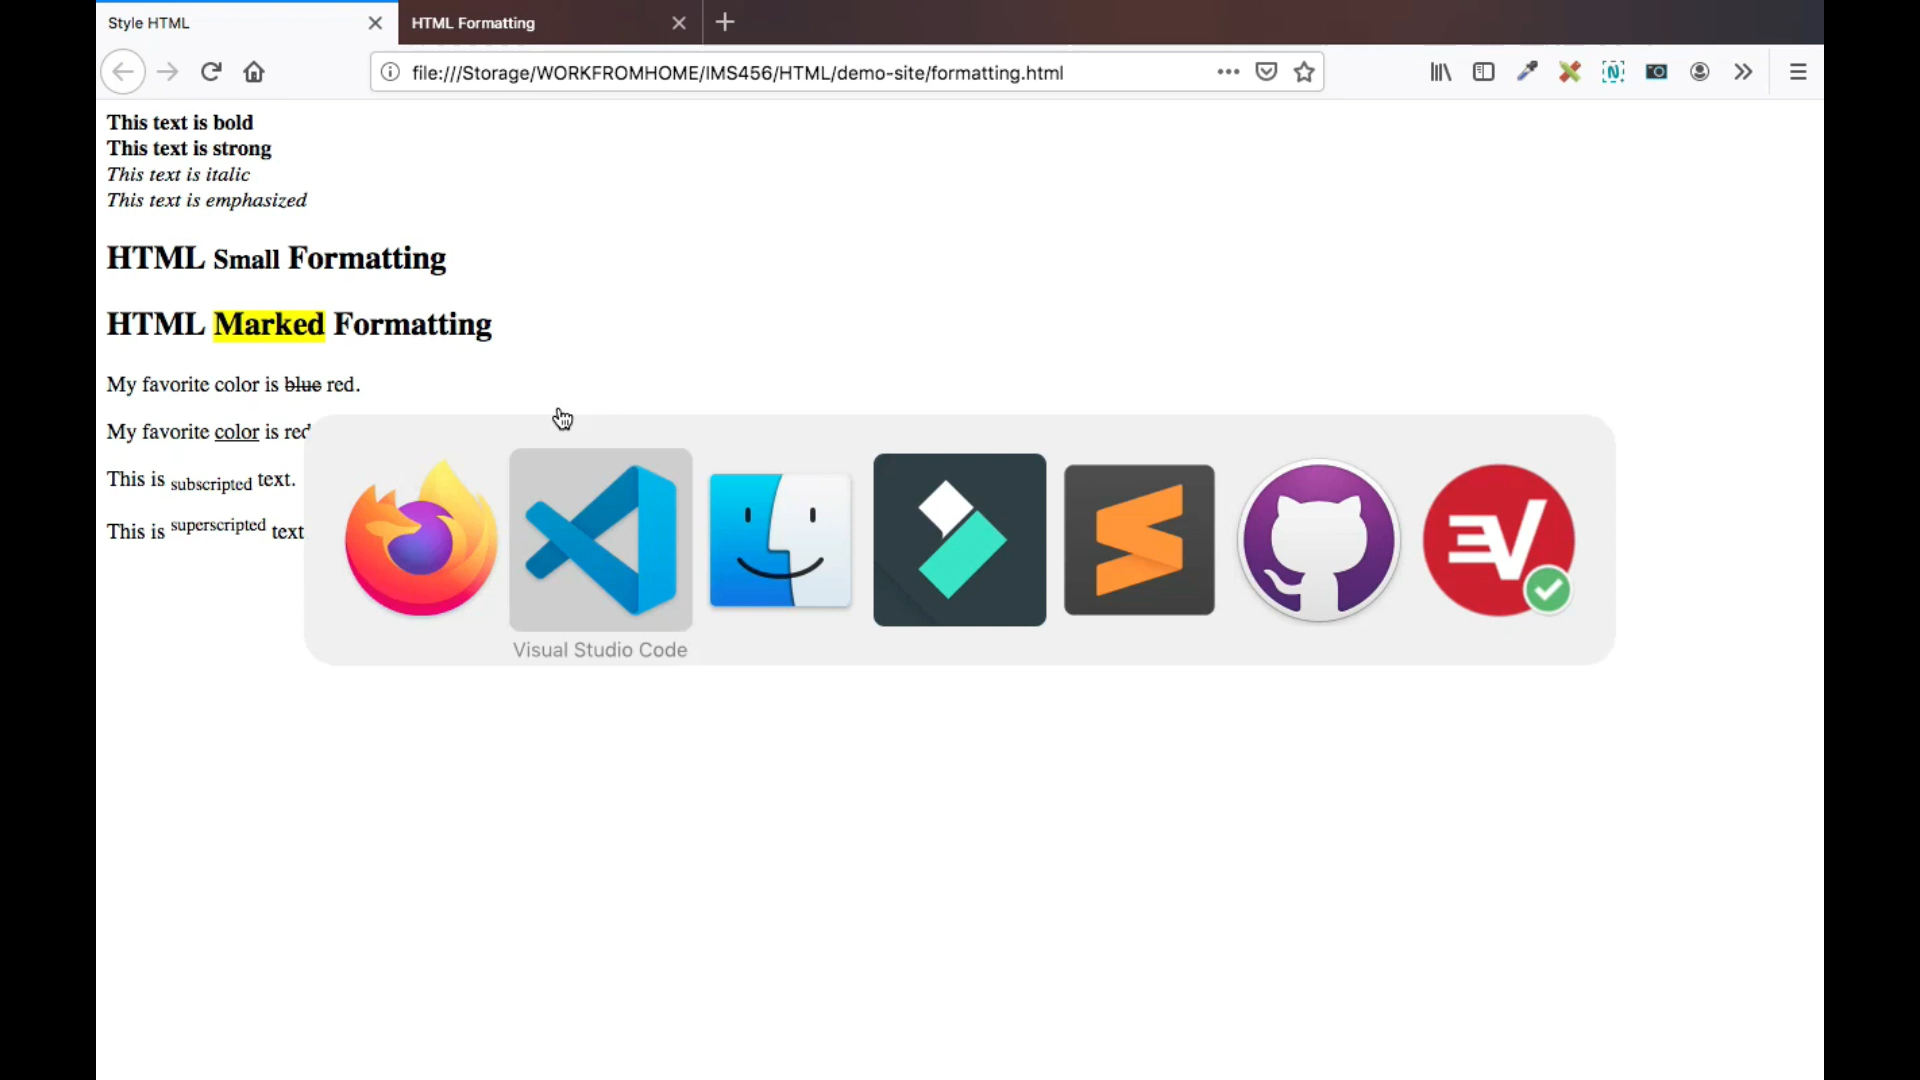 Style HTML
HTML Formatting
file:///Storage/WORKFROMHOME/IMS456/HTML/demo-site/formatting.html
This text is bold
This text is strong
This text is italic
This text is emphasized
HTML Small Formatting
HTML Marked Formatting
My favorite color is blue red.
My favorite color is red
This is subscripted text.
This is superscripted text
Visual Studio Code